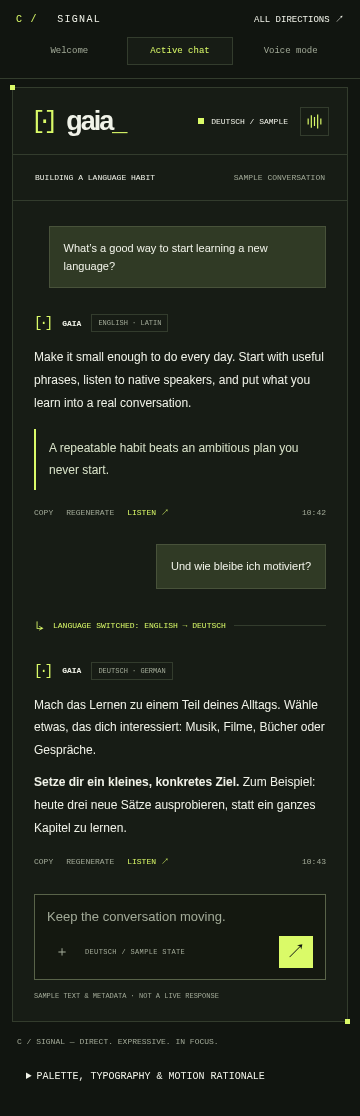 C / SIGNAL
ALL DIRECTIONS ↗
Welcome
Active chat
Voice mode
[·] gaia_
DEUTSCH / SAMPLE
BUILDING A LANGUAGE HABIT
SAMPLE CONVERSATION
What's a good way to start learning a new
language?
[·] GAIA
ENGLISH · LATIN
Make it small enough to do every day. Start with useful
phrases, listen to native speakers, and put what you
learn into a real conversation.
A repeatable habit beats an ambitious plan you
never start.
COPY REGENERATE LISTEN ↗
10:42
Und wie bleibe ich motiviert?
↳ LANGUAGE SWITCHED: ENGLISH → DEUTSCH
[·] GAIA
DEUTSCH · GERMAN
Mach das Lernen zu einem Teil deines Alltags. Wähle
etwas, das dich interessiert: Musik, Filme, Bücher oder
Gespräche.
Setze dir ein kleines, konkretes Ziel. Zum Beispiel:
heute drei neue Sätze ausprobieren, statt ein ganzes
Kapitel zu lernen.
COPY REGENERATE LISTEN ↗
10:43
Keep the conversation moving.
+ DEUTSCH / SAMPLE STATE ↗
SAMPLE TEXT & METADATA · NOT A LIVE RESPONSE
C / SIGNAL — DIRECT. EXPRESSIVE. IN FOCUS.
▶ PALETTE, TYPOGRAPHY & MOTION RATIONALE